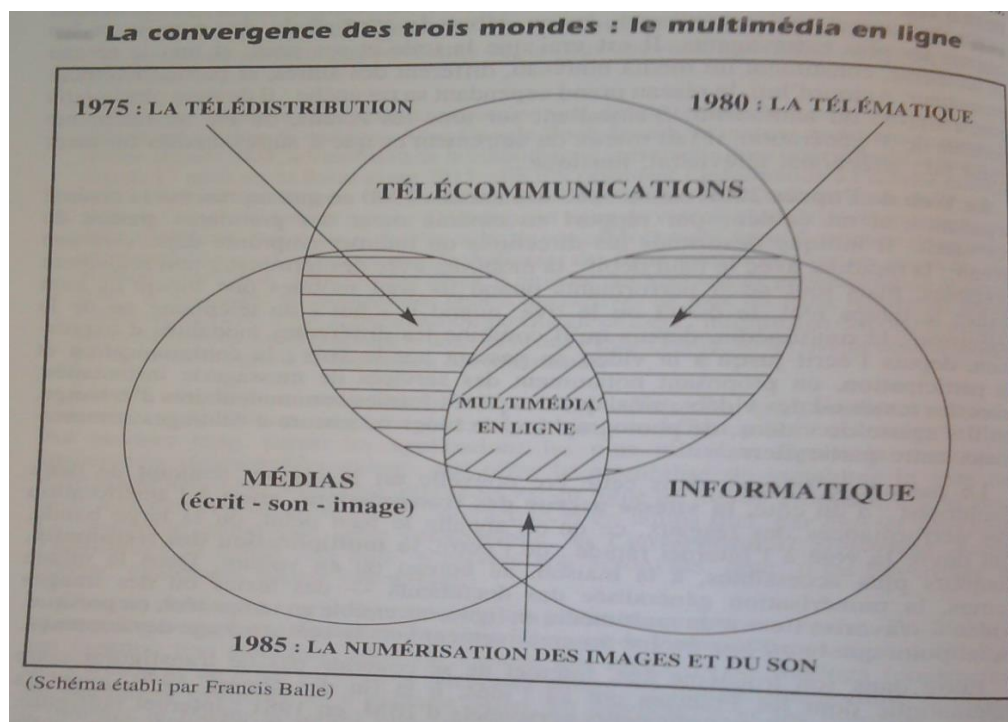 La convergence des trois mondes : le multimédia en ligne
1975 : LA TÉLÉDISTRIBUTION
1980 : LA TÉLÉMATIQUE
TÉLÉCOMMUNICATIONS
MULTIMÉDIA
EN LIGNE
MÉDIAS
(écrit - son - image)
INFORMATIQUE
1985 : LA NUMÉRISATION DES IMAGES ET DU SON
(Schéma établi par Francis Balle)